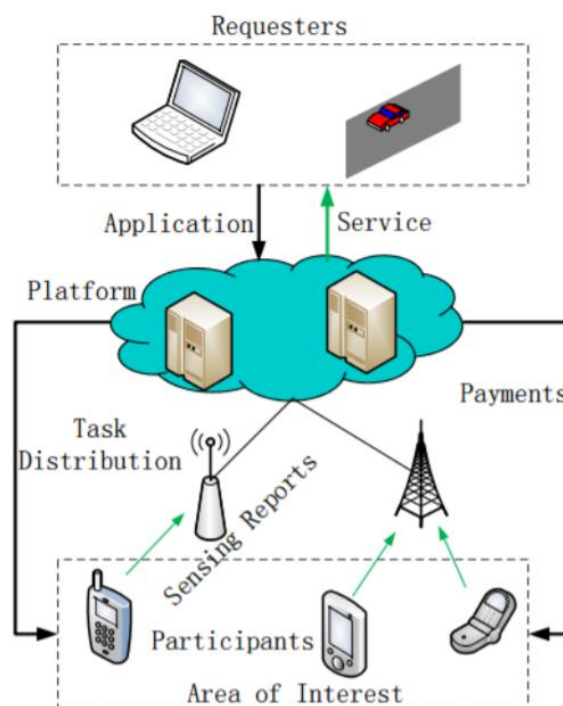 Requesters
Application
Service
Platform
Payments
Task
Distribution
Sensing Reports
Participants
Area of Interest